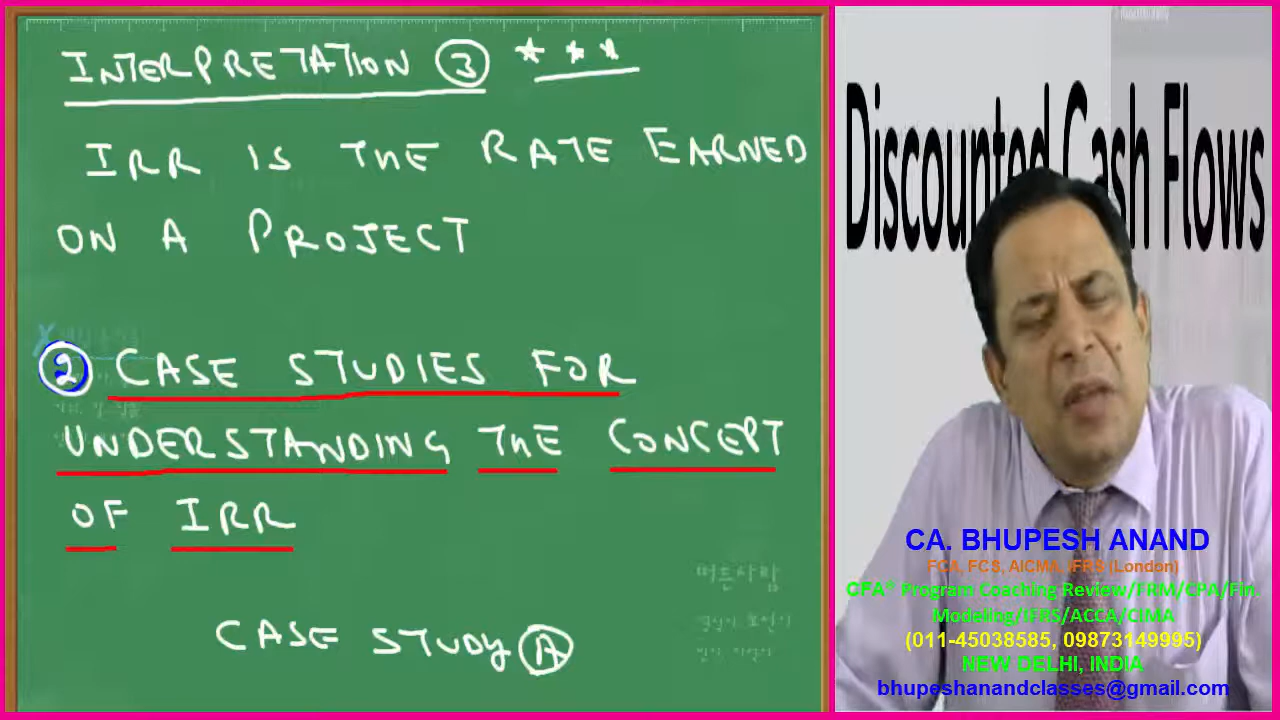 INTERPRETATION 3 * * *
IRR IS THE RATE EARNED
ON A PROJECT
2 CASE STUDIES FOR
UNDERSTANDING THE CONCEPT
OF IRR
CASE STUDY A
Discounted Cash Flows
CA. BHUPESH ANAND
FCA, FCS, AICMA, IFRS (London)
CFA® Program Coaching Review/FRM/CPA/Fin.
Modeling/IFRS/ACCA/CIMA
(011-45038585, 09873149995)
NEW DELHI, INDIA
bhupeshanandclasses@gmail.com